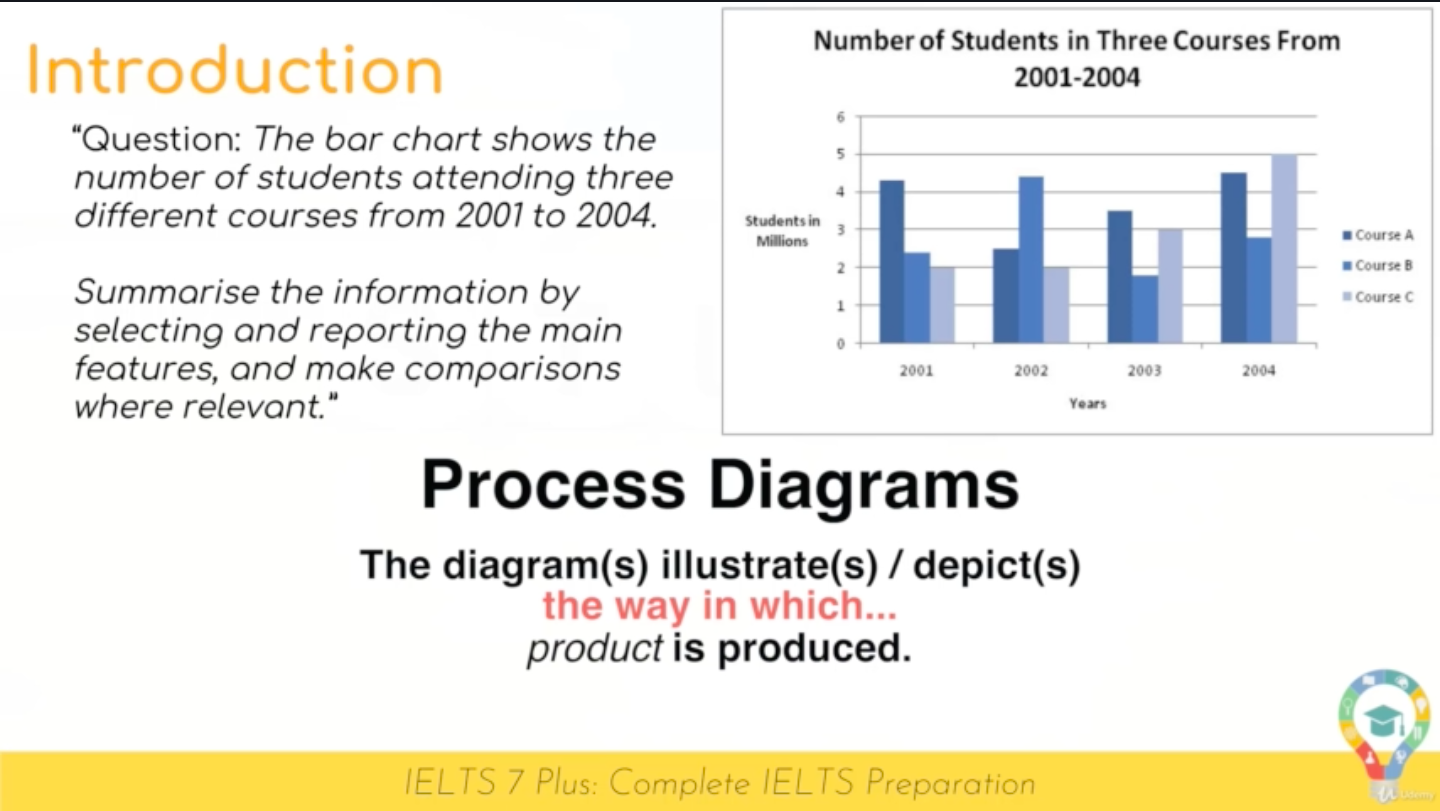 Introduction
“Question: The bar chart shows the
number of students attending three
different courses from 2001 to 2004.
Summarise the information by
selecting and reporting the main
features, and make comparisons
where relevant.”
Number of Students in Three Courses From
2001-2004
6
5
4
3
2
1
0
Students in
Millions
2001
2002
2003
2004
Years
Course A
Course B
Course C
Process Diagrams
The diagram(s) illustrate(s) / depict(s)
the way in which...
product is produced.
IELTS 7 Plus: Complete IELTS Preparation
Udemy